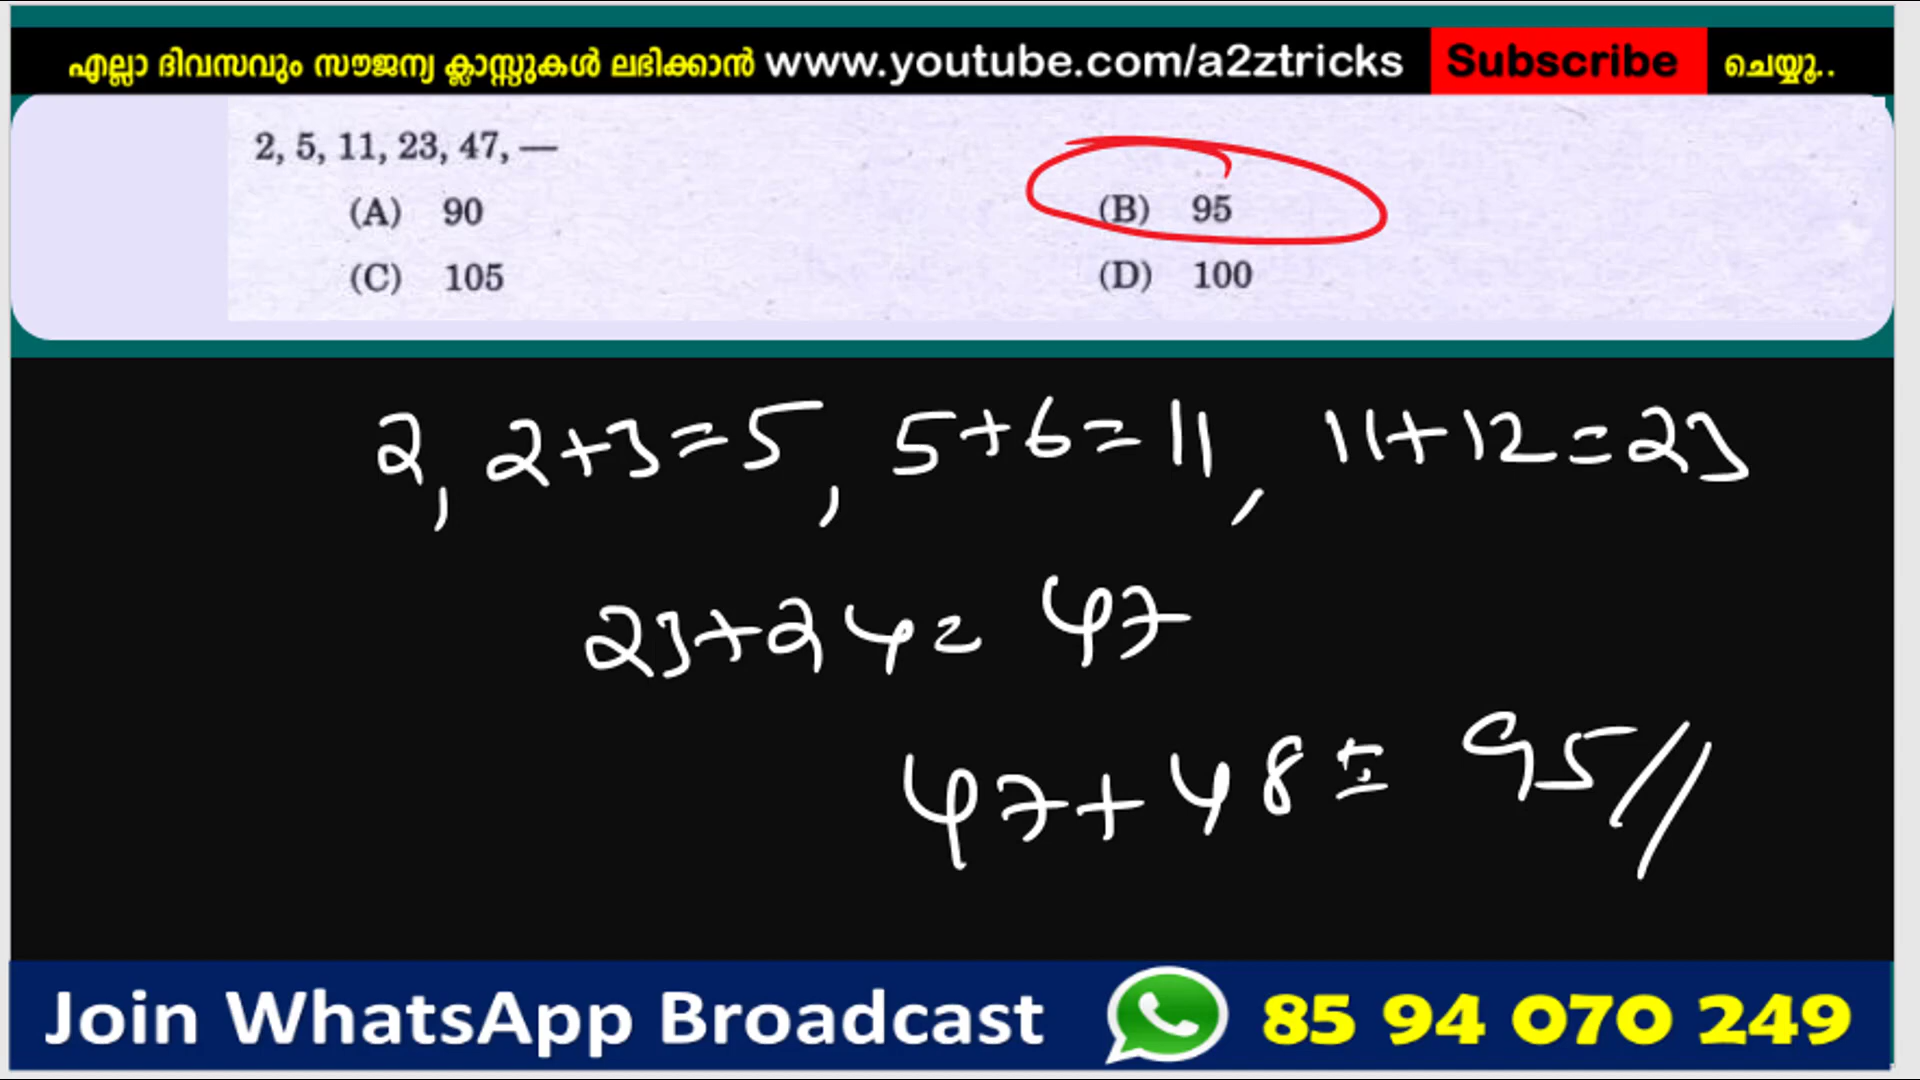 എല്ലാ ദിവസവും സൗജന്യ ക്ലാസ്സുകൾ ലഭിക്കാൻ www.youtube.com/a2ztricks Subscribe ചെയ്യൂ..
2, 5, 11, 23, 47, —
(A) 90 (B) 95
(C) 105 (D) 100
2, 2+3=5, 5+6=11, 11+12=23
23+24= 47
47+48= 95//
Join WhatsApp Broadcast 85 94 070 249